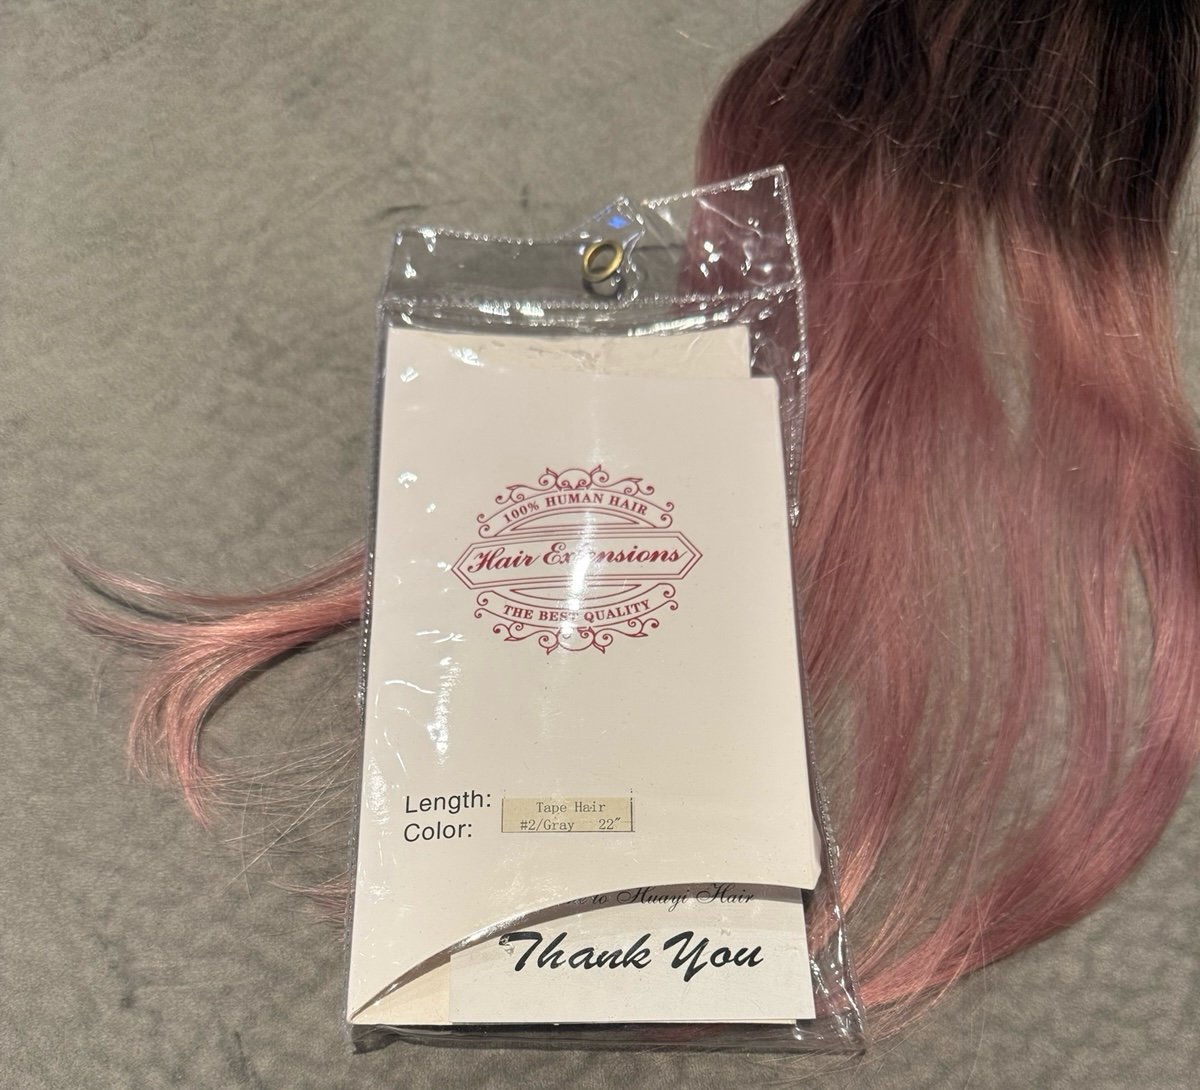 100% HUMAN HAIR
Hair Extensions
THE BEST QUALITY
Length:
Tape Hair
Color:
#2/Gray 22"
to Huayi Hair
Thank You